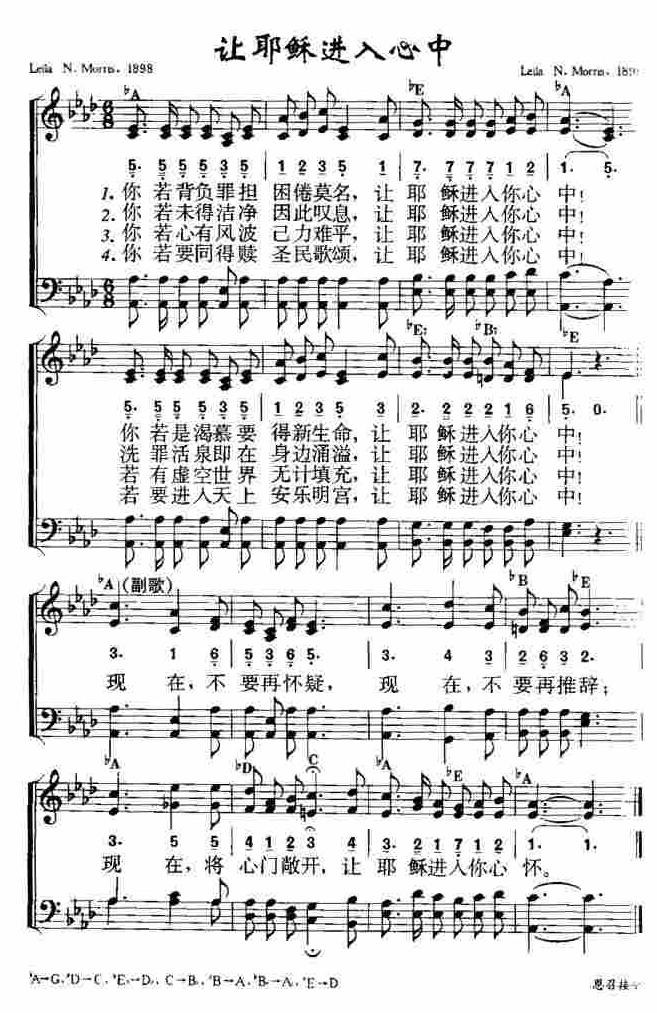 让耶稣进入心中
Leila N. Morris, 1898
Leila N. Morris, 189
♭A ♭E ♭A
5· 5 5 3 5 | 1 2 3 5 1 | 7· 7 7 7 1 2 | 1· 5·
1. 你 若背负罪担 困倦莫名, 让 耶 稣进入你心 中!
2. 你 若未得洁净 因此叹息, 让 耶 稣进入你心 中!
3. 你 若心有风波 己力难平, 让 耶 稣进入你心 中!
4. 你 若要同得赎 圣民歌颂, 让 耶 稣进入你心 中!
♭E7 ♭B7 ♭E
5· 5 5 3 5 | 1 2 3 5 3 | 2· 2 2 2 1 6 | 5· 0·
你 若是渴慕要 得新生命, 让 耶 稣进入你心 中!
洗 罪活泉即在 身边涌溢, 让 耶 稣进入你心 中!
若 有虚空世界 无计填充, 让 耶 稣进入你心 中!
若 要进入天上 安乐明宫, 让 耶 稣进入你心 中!
♭A (副歌) ♭B ♭E
3· 1 6 | 5 3 6 5· | 3· 4 3 | 2 6 3 2·
现 在, 不 要再怀疑, 现 在, 不 要再推辞;
♭A ♭D C ♭A ♭E ♭A
3· 5 5 | 4 1 2 3 4 | 3· 2 1 7 1 2 | 1· 1·
现 在, 将 心门敞开, 让 耶 稣进入你心 怀。
♭A→G, ♭D→C, ♭E7→D7, C→B, ♭B→A, ♭B7→A7, ♭E→D
恩召接